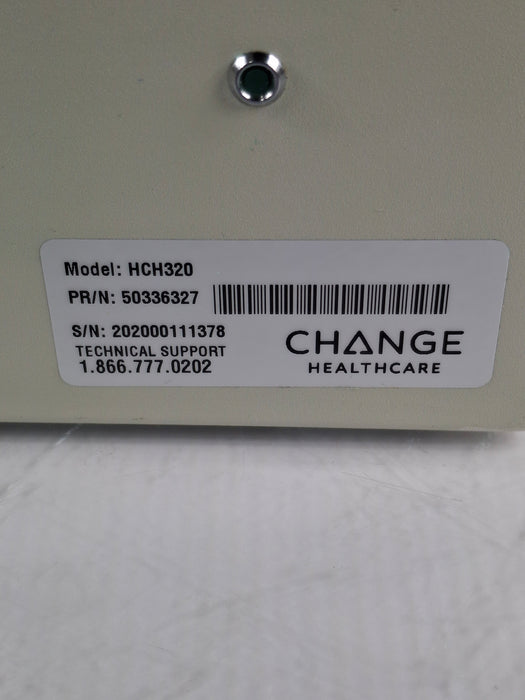 Model: HCH320
PR/N: 50336327
S/N: 202000111378
TECHNICAL SUPPORT
1.866.777.0202
CHANGE
HEALTHCARE